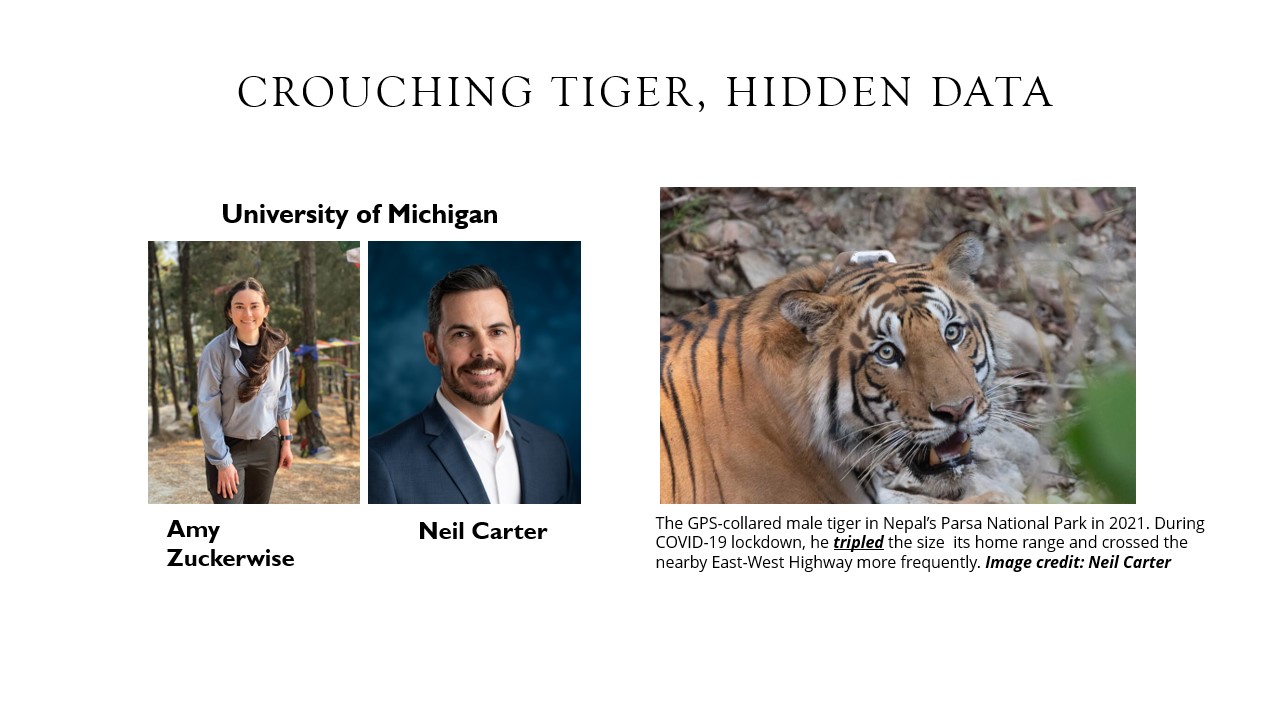 CROUCHING TIGER, HIDDEN DATA
University of Michigan
Amy
Zuckerwise
Neil Carter
The GPS-collared male tiger in Nepal’s Parsa National Park in 2021. During
COVID-19 lockdown, he tripled the size  its home range and crossed the
nearby East-West Highway more frequently. Image credit: Neil Carter